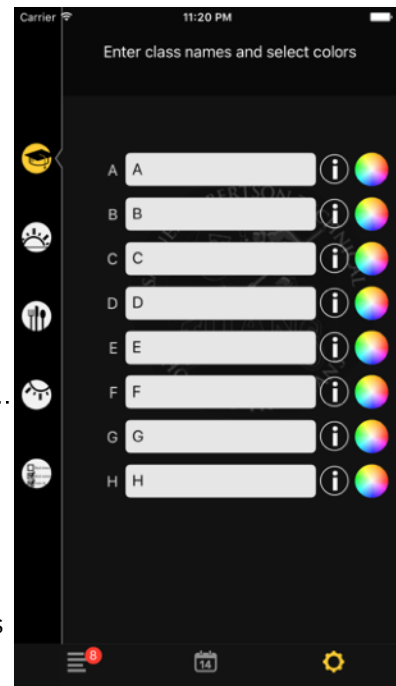 Carrier 11:20 PM
Enter class names and select colors
A A
B B
C C
D D
E E
F F
G G
H H
8
14
S